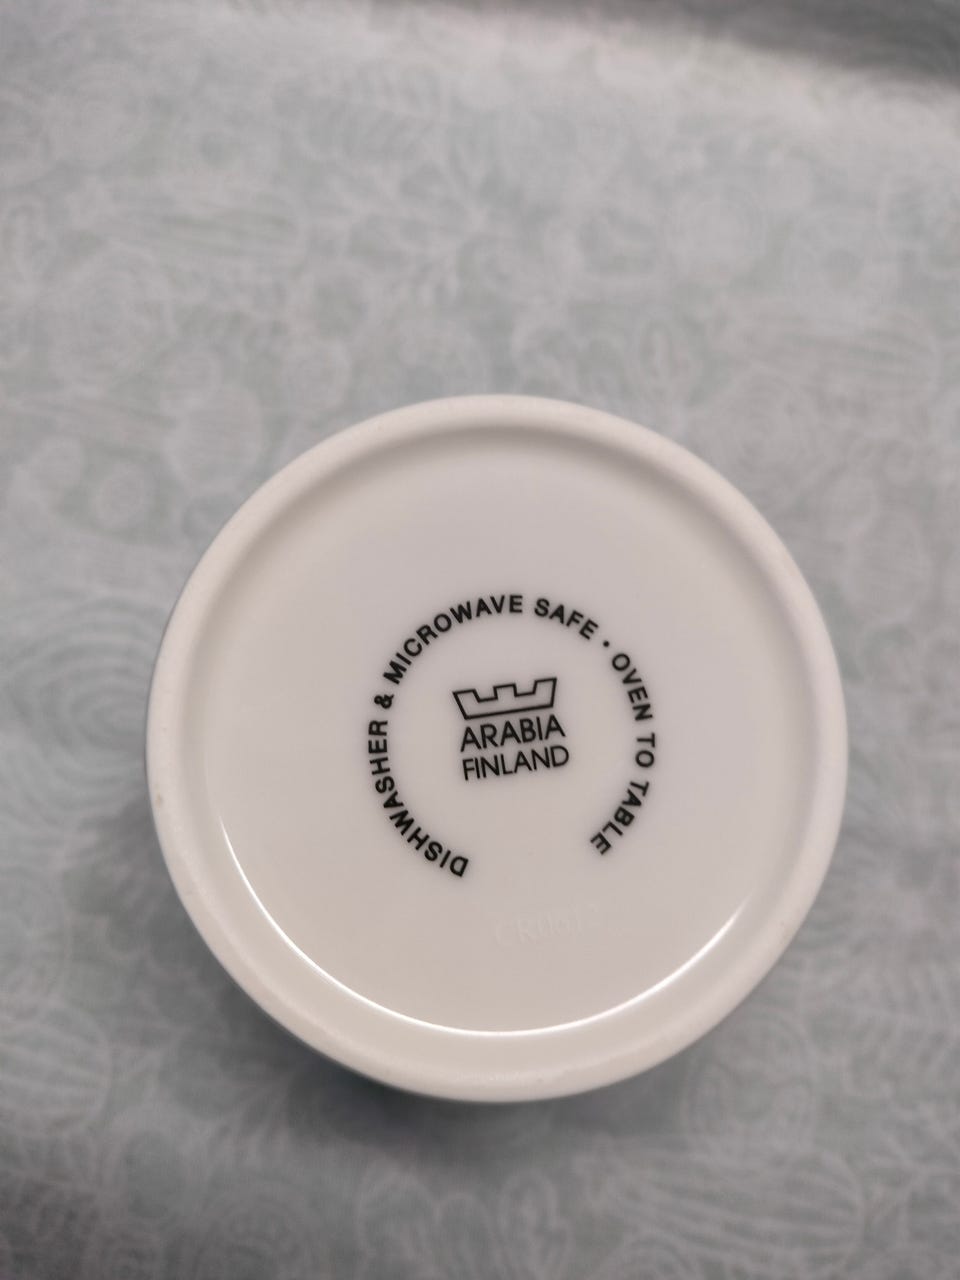 DISHWASHER & MICROWAVE SAFE • OVEN TO TABLE
ARABIA
FINLAND